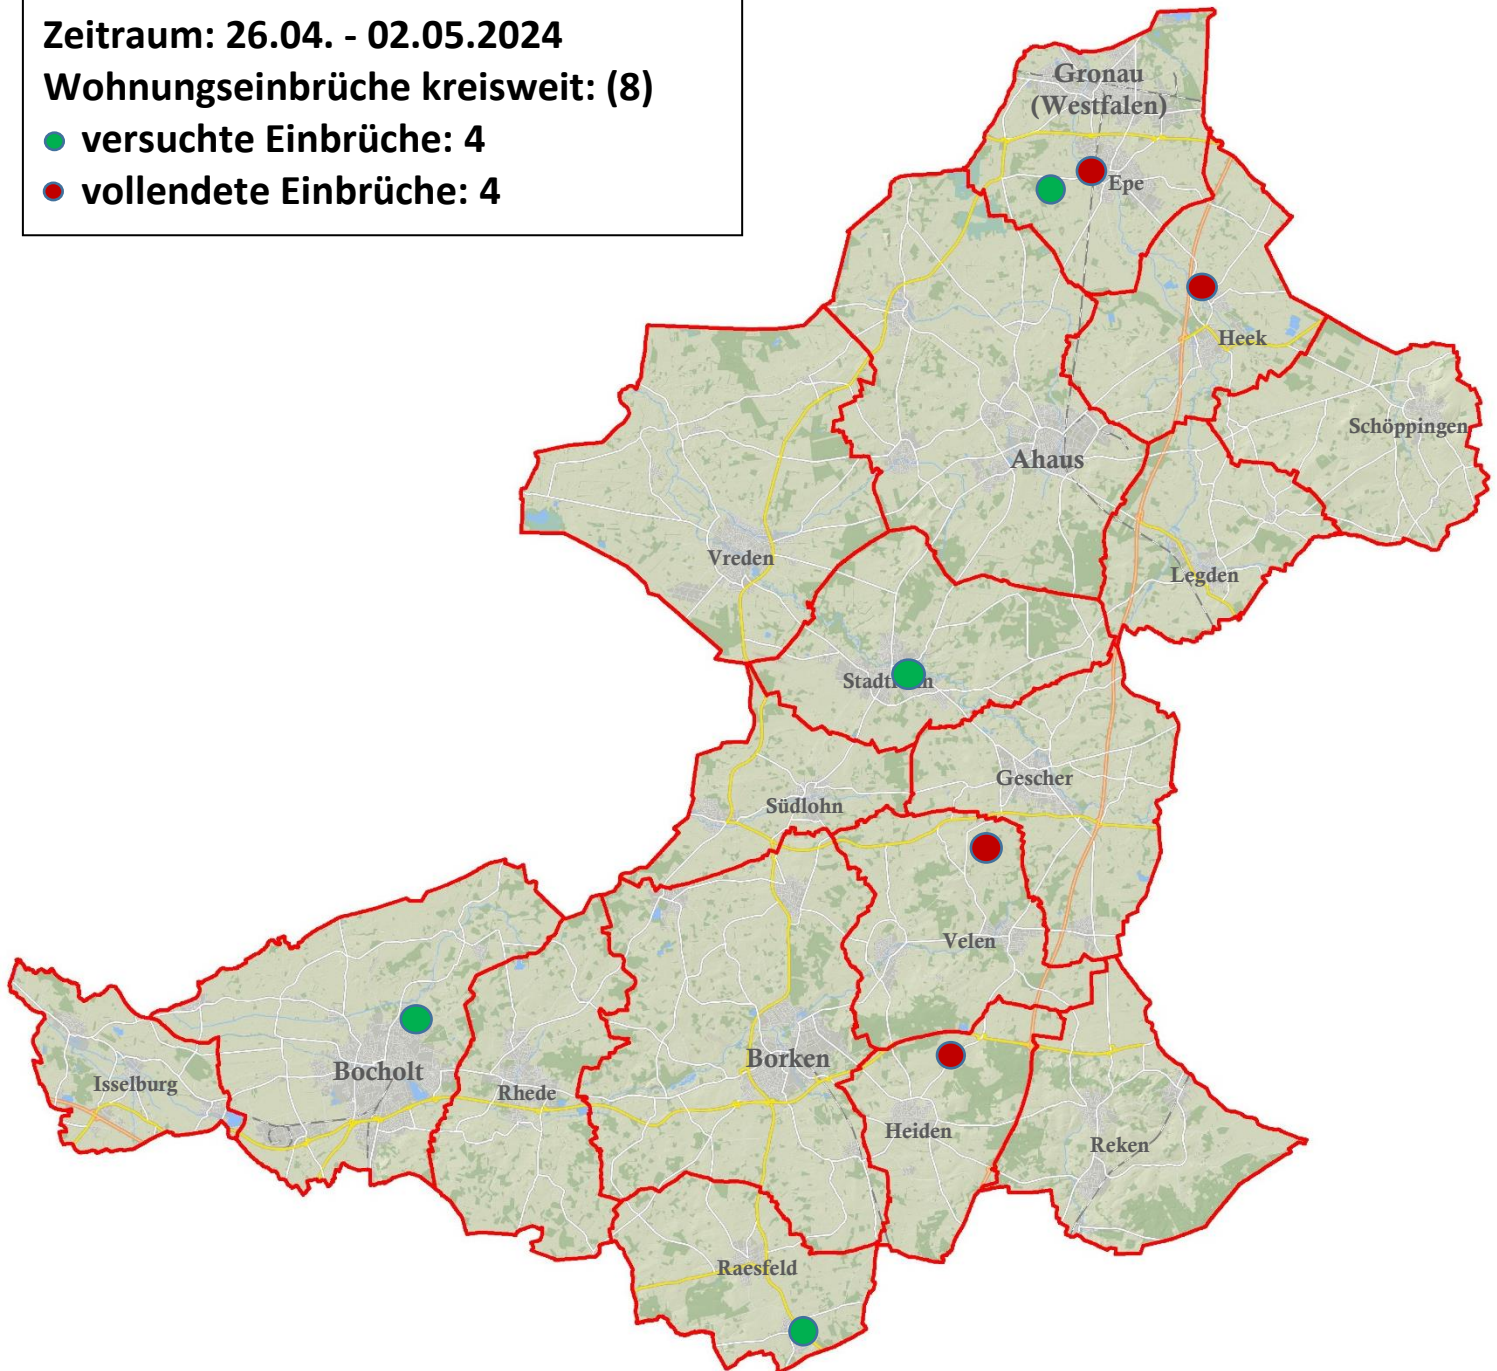 Zeitraum: 26.04. - 02.05.2024
Wohnungseinbrüche kreisweit: (8)
versuchte Einbrüche: 4
vollendete Einbrüche: 4
Gronau
(Westfalen)
Epe
Heek
Schöppingen
Ahaus
Vreden
Legden
Gescher
Südlohn
Velen
Bocholt
Borken
Isselburg
Rhede
Heiden
Reken
Raesfeld